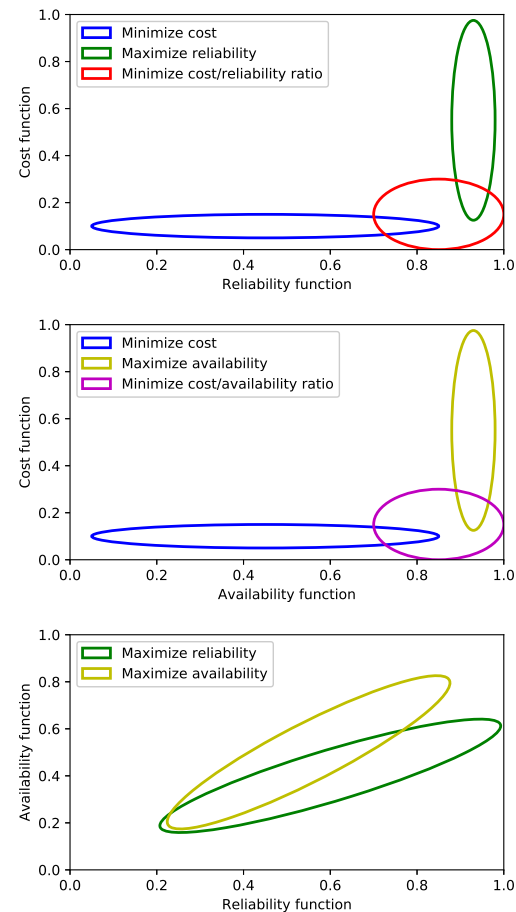 1.0
Minimize cost
Maximize reliability
Minimize cost/reliability ratio
0.8
0.6
0.4
0.2
0.0
Cost function
0.0 0.2 0.4 0.6 0.8 1.0
Reliability function
1.0
Minimize cost
Maximize availability
Minimize cost/availability ratio
0.8
0.6
0.4
0.2
0.0
Cost function
0.0 0.2 0.4 0.6 0.8 1.0
Availability function
1.0
Maximize reliability
Maximize availability
0.8
0.6
0.4
0.2
0.0
Availability function
0.0 0.2 0.4 0.6 0.8 1.0
Reliability function